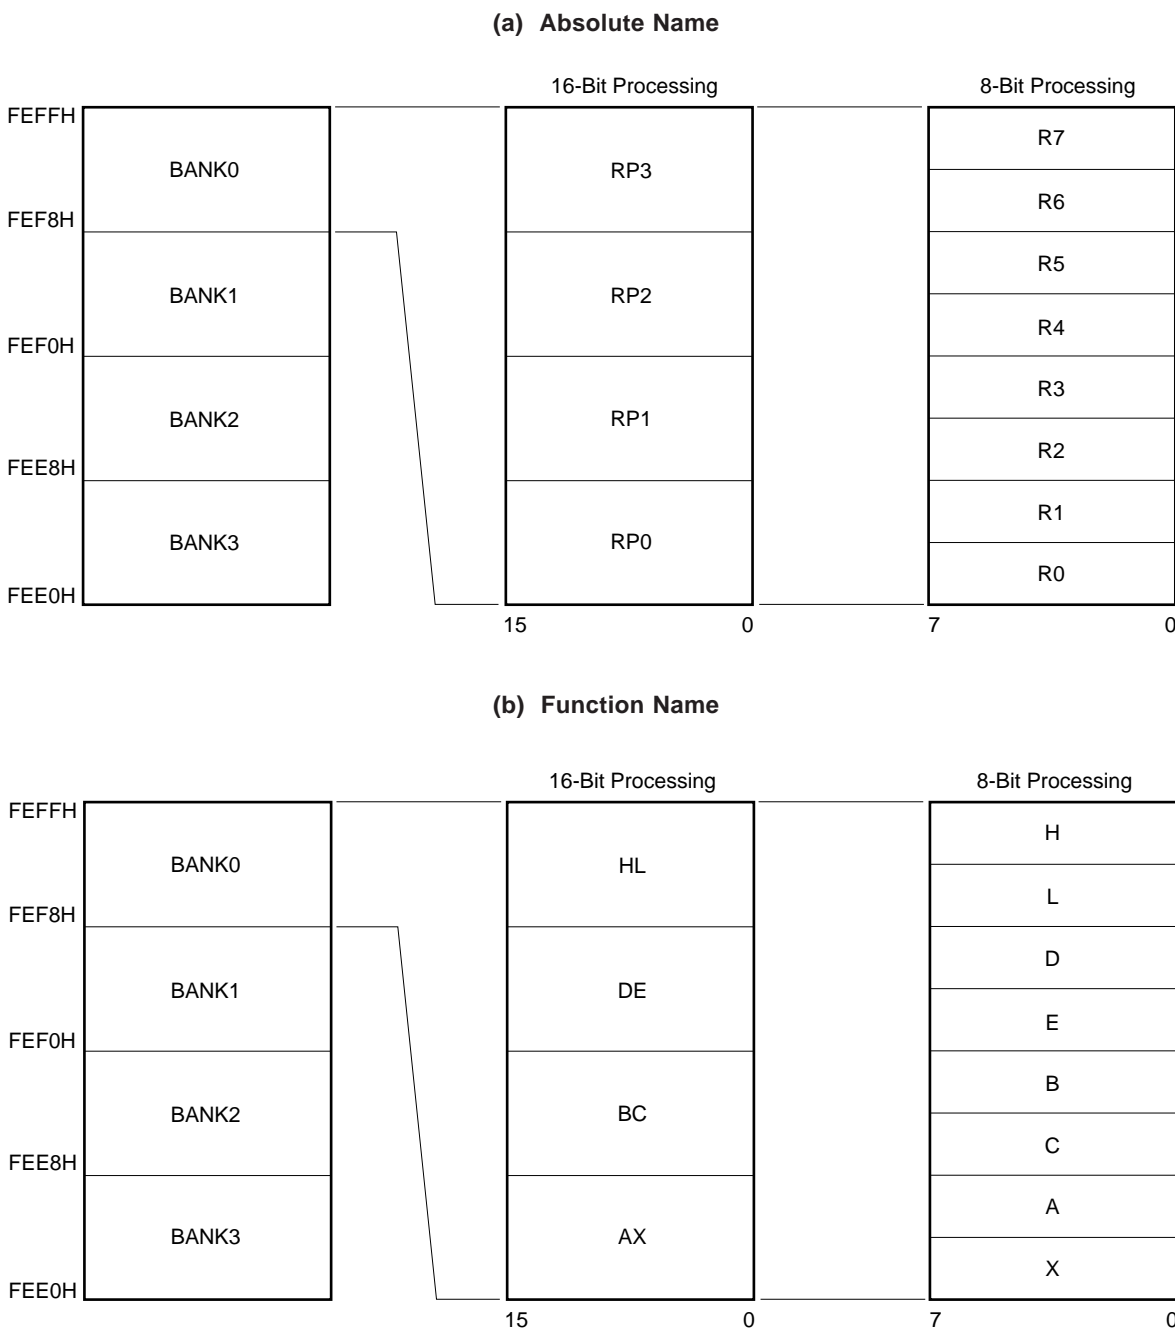 (a) Absolute Name
16-Bit Processing
8-Bit Processing
FEFFH
BANK0
RP3
R7
R6
FEF8H
BANK1
RP2
R5
R4
FEF0H
BANK2
RP1
R3
R2
FEE8H
BANK3
RP0
R1
R0
FEE0H
15
0
7
0
(b) Function Name
16-Bit Processing
8-Bit Processing
FEFFH
BANK0
HL
H
L
FEF8H
BANK1
DE
D
E
FEF0H
BANK2
BC
B
C
FEE8H
BANK3
AX
A
X
FEE0H
15
0
7
0